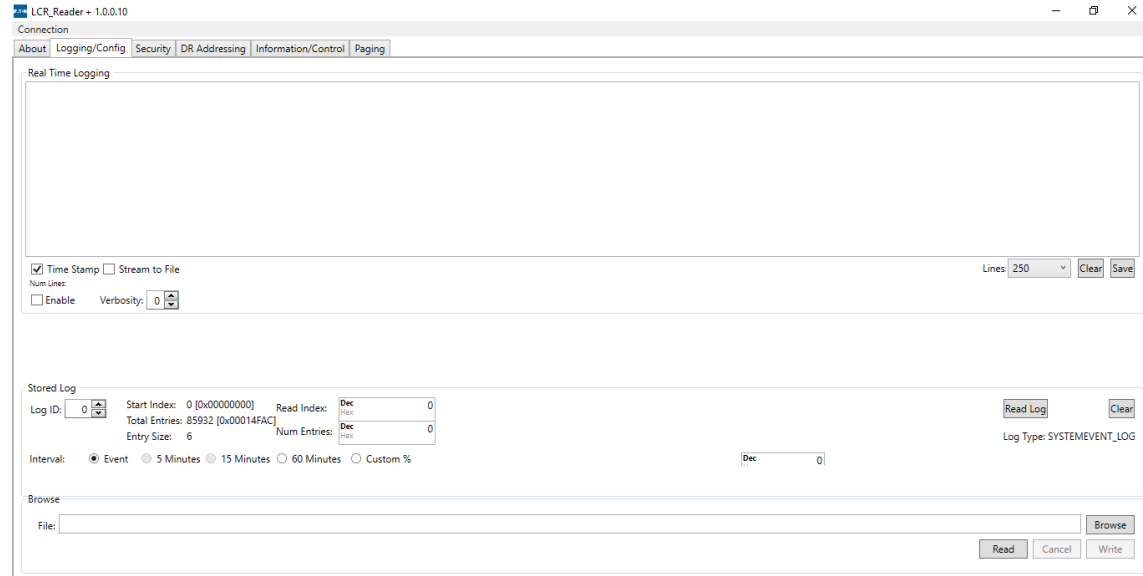 LCR_Reader + 1.0.0.10
Connection
About Logging/Config Security DR Addressing Information/Control Paging
Real Time Logging
Time Stamp Stream to File Lines: 250 Clear Save
Num Lines:
Enable Verbosity: 0
Stored Log
Log ID: 0 Start Index: 0 [0x00000000] Read Index: Dec Hex 0 Read Log Clear
Total Entries: 85932 [0x00014FAC]
Entry Size: 6 Num Entries: Dec Hex 0 Log Type: SYSTEMEVENT_LOG
Interval: Event 5 Minutes 15 Minutes 60 Minutes Custom % Dec 0
Browse
File: Browse
Read Cancel Write